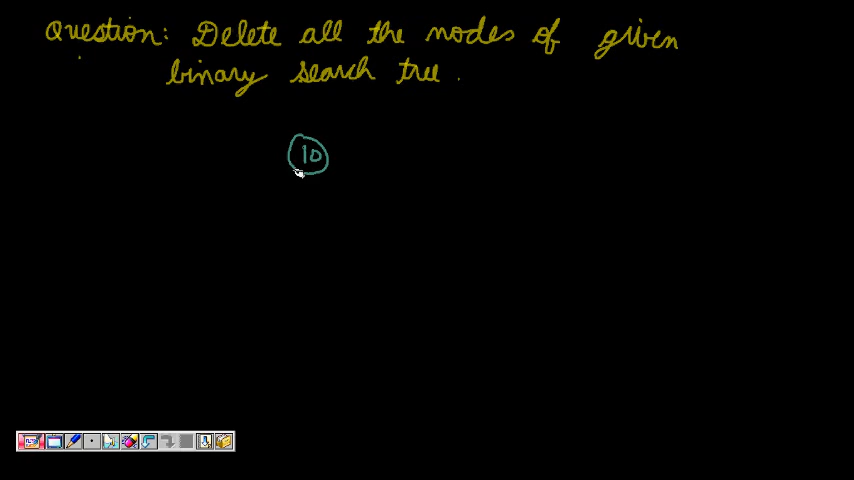 Question: Delete all the nodes of given
binary search tree.
10